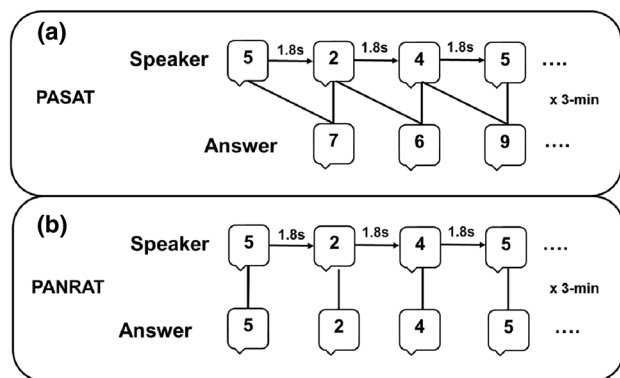 (a)
Speaker 5 1.8s 2 1.8s 4 1.8s 5 ....
PASAT x 3-min
Answer 7 6 9 ....
(b)
Speaker 5 1.8s 2 1.8s 4 1.8s 5 ....
PANRAT x 3-min
Answer 5 2 4 5 ....